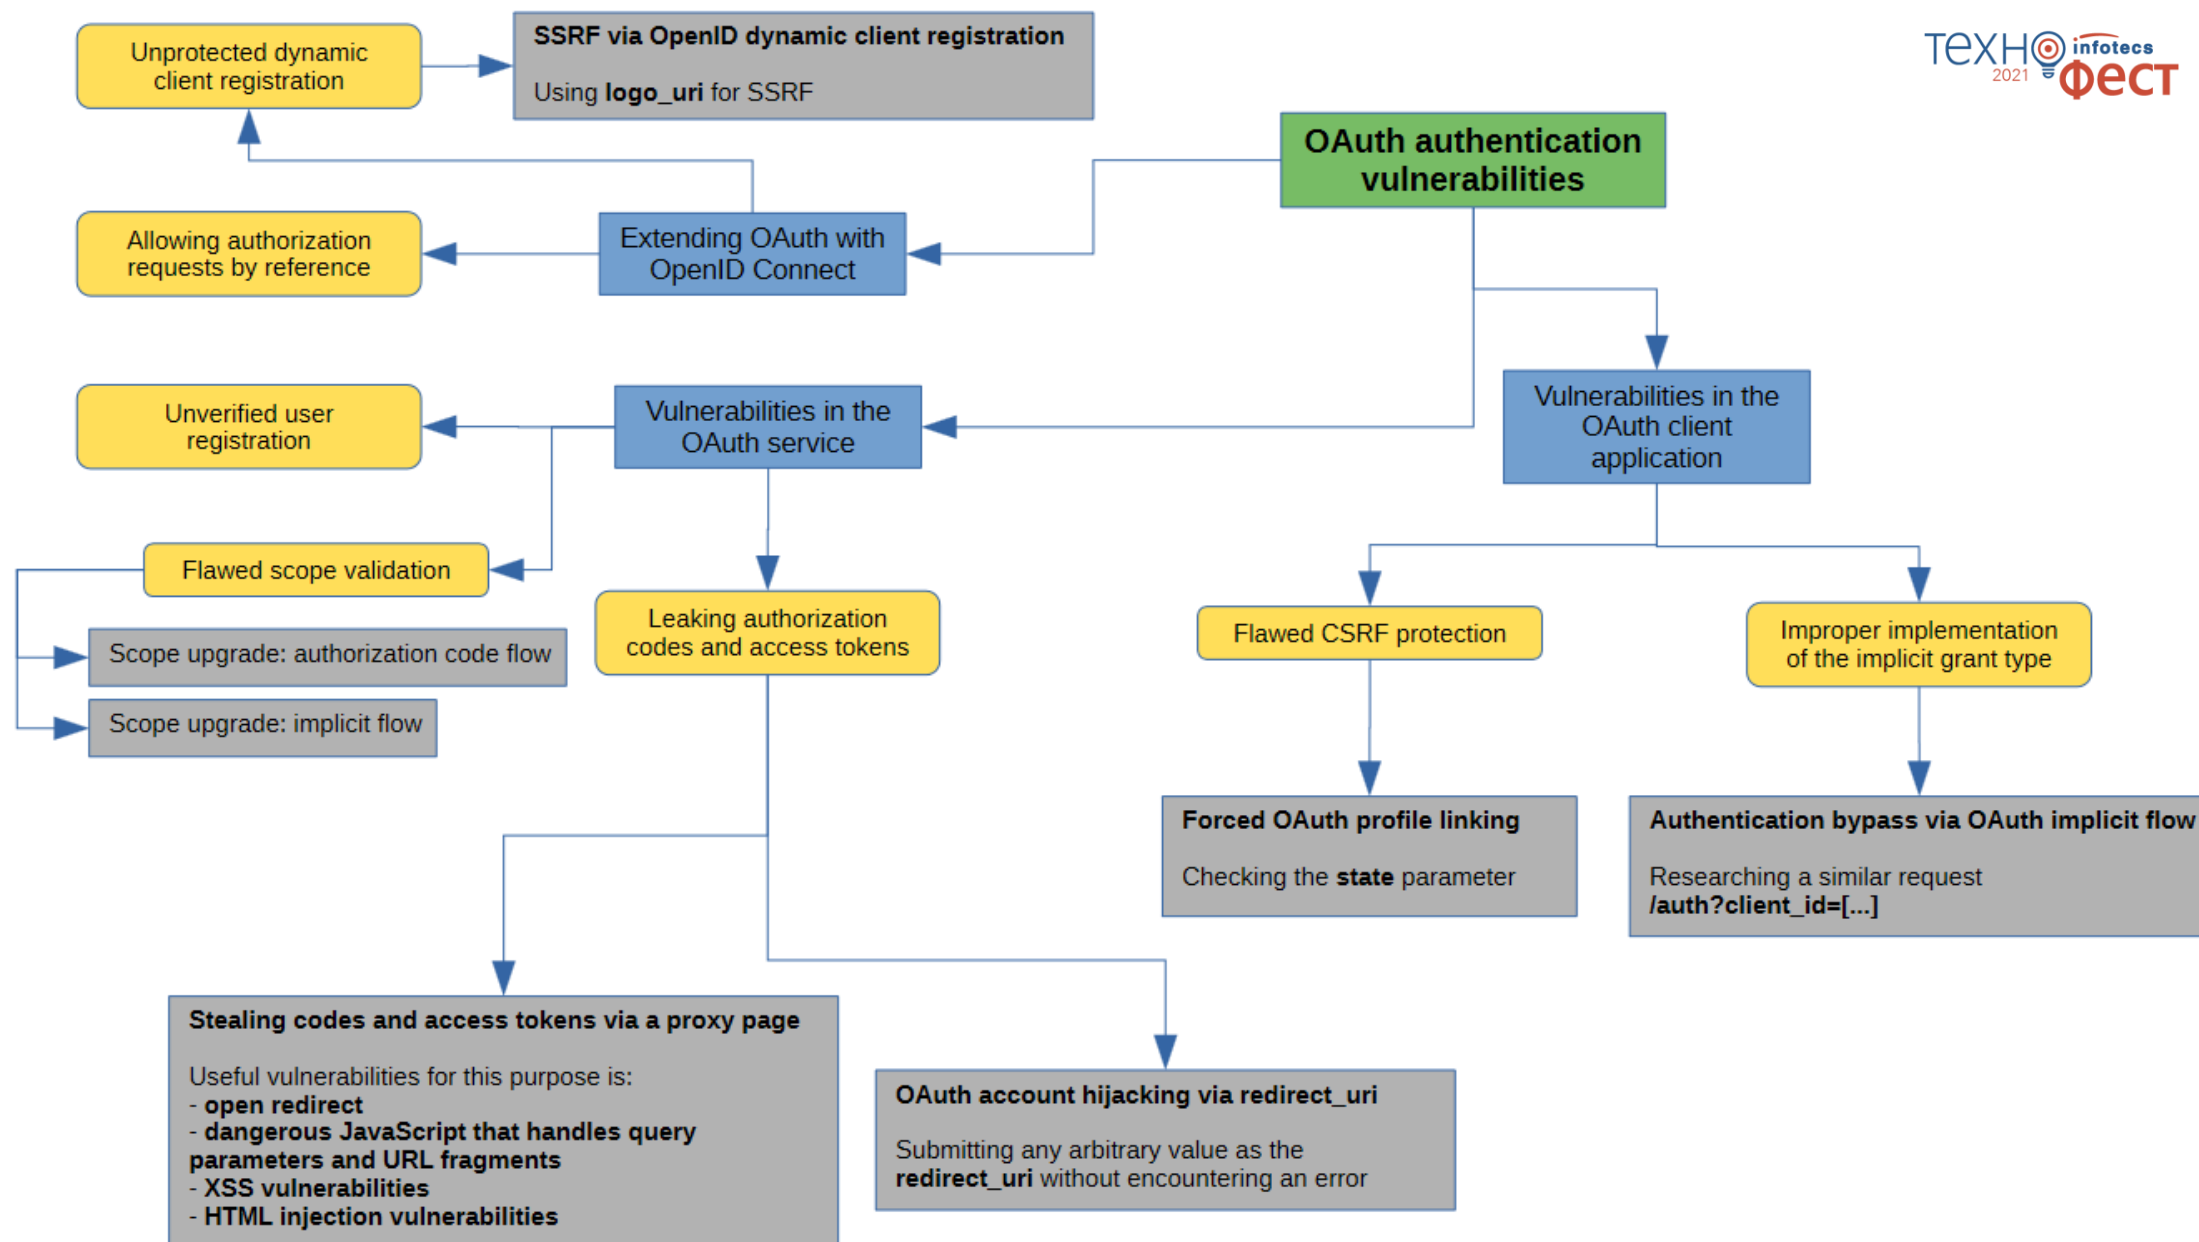 Unprotected dynamic
client registration
SSRF via OpenID dynamic client registration
Using logo_uri for SSRF
техн
infotecs
2021
фест
OAuth authentication
vulnerabilities
Allowing authorization
requests by reference
Extending OAuth with
OpenID Connect
Unverified user
registration
Vulnerabilities in the
OAuth service
Vulnerabilities in the
OAuth client
application
Flawed scope validation
Scope upgrade: authorization code flow
Scope upgrade: implicit flow
Leaking authorization
codes and access tokens
Flawed CSRF protection
Improper implementation
of the implicit grant type
Forced OAuth profile linking
Checking the state parameter
Authentication bypass via OAuth implicit flow
Researching a similar request
/auth?client_id=[...]
Stealing codes and access tokens via a proxy page
Useful vulnerabilities for this purpose is:
- open redirect
- dangerous JavaScript that handles query
parameters and URL fragments
- XSS vulnerabilities
- HTML injection vulnerabilities
OAuth account hijacking via redirect_uri
Submitting any arbitrary value as the
redirect_uri without encountering an error